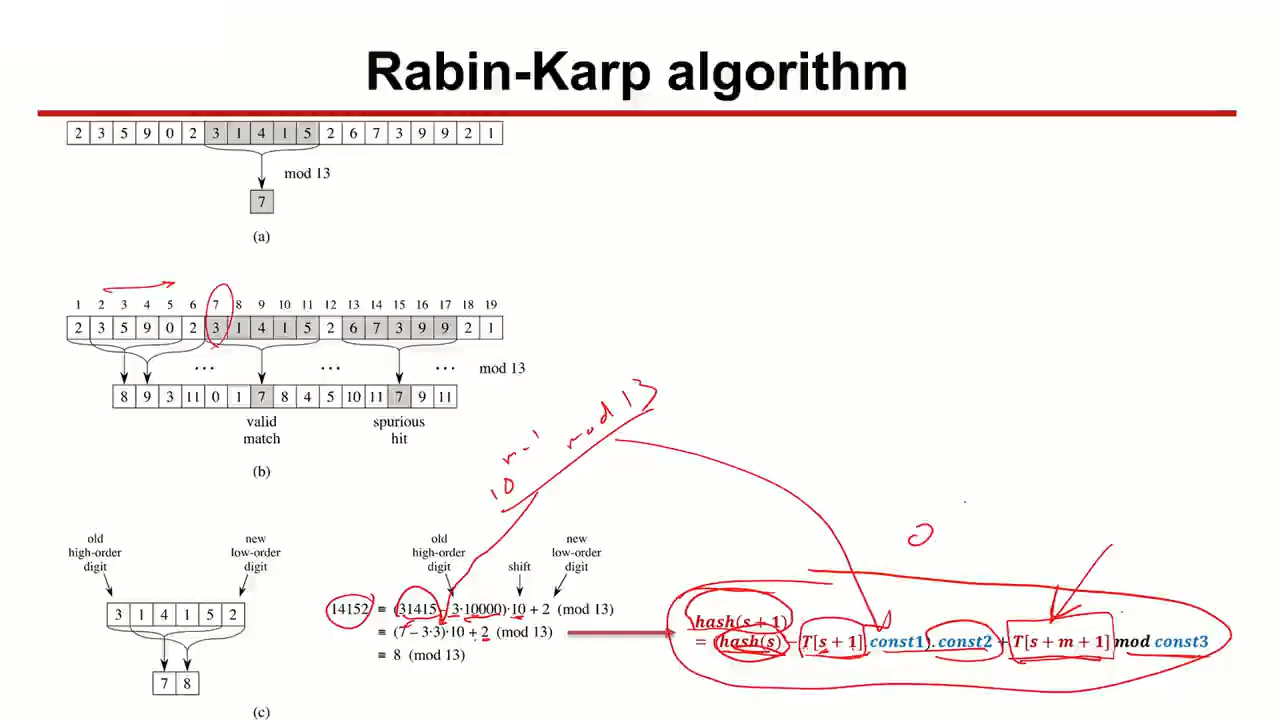 Rabin-Karp algorithm
2 3 5 9 0 2 3 1 4 1 5 2 6 7 3 9 9 2 1
mod 13
7
(a)
1 2 3 4 5 6 7 8 9 10 11 12 13 14 15 16 17 18 19
2 3 5 9 0 2 3 1 4 1 5 2 6 7 3 9 9 2 1
... ... ... mod 13
8 9 3 11 0 1 7 8 4 5 10 11 7 9 11
valid match
spurious hit
(b)
10 m-1 mod 13
old high-order digit
new low-order digit
3 1 4 1 5 2
7 8
(c)
old high-order digit
shift
new low-order digit
14152 ≡ (31415 – 3·10000)·10 + 2 (mod 13)
≡ (7 – 3·3)·10 + 2 (mod 13)
≡ 8 (mod 13)
hash(s + 1)
= (hash(s) – T[s + 1] const1).const2 + T[s + m + 1] mod const3